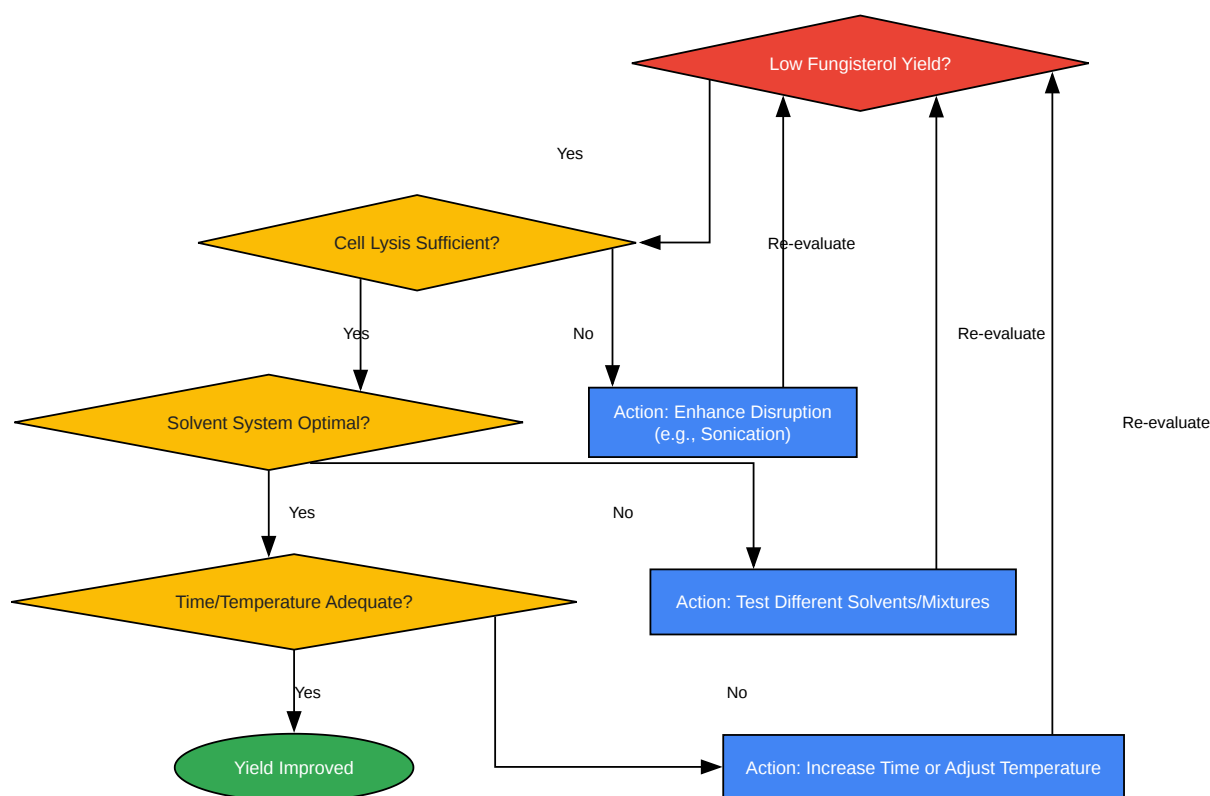 Low Fungisterol Yield?
Yes
Cell Lysis Sufficient?
Re-evaluate
Yes
No
Re-evaluate
Action: Enhance Disruption
(e.g., Sonication)
Solvent System Optimal?
Re-evaluate
Yes
No
Time/Temperature Adequate?
Action: Test Different Solvents/Mixtures
Yes
No
Yield Improved
Action: Increase Time or Adjust Temperature